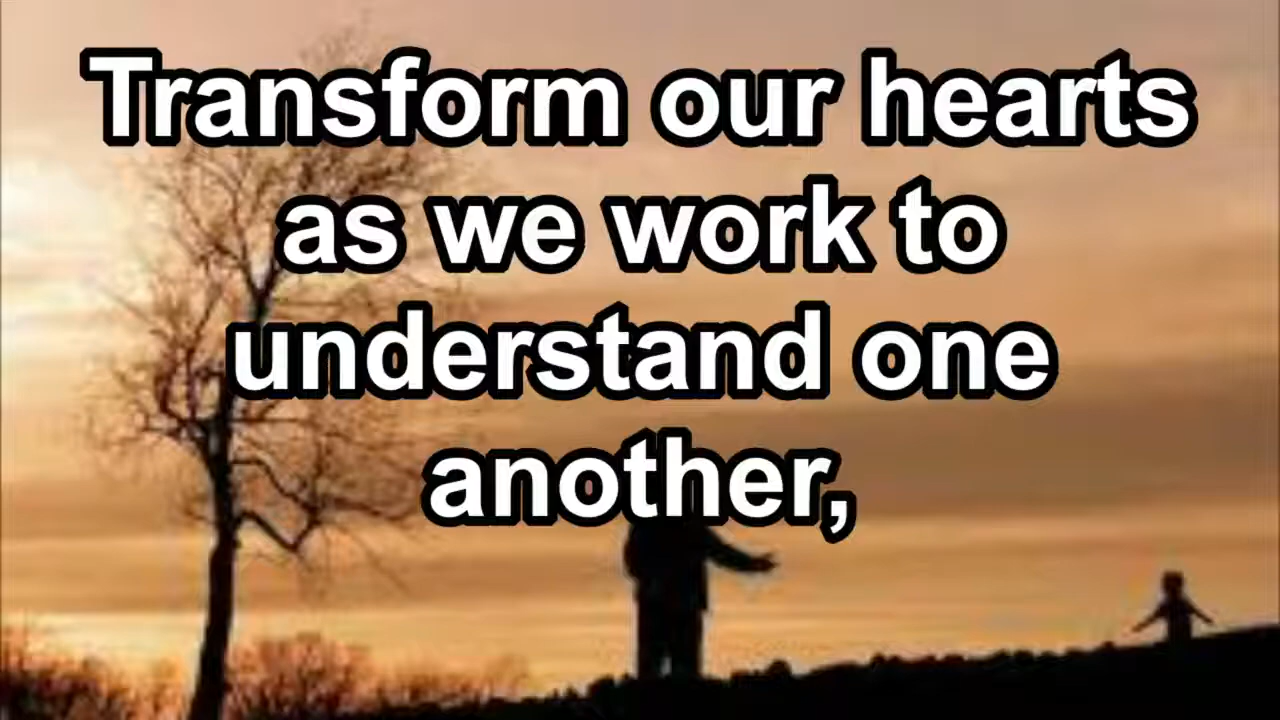 Transform our hearts
as we work to
understand one
another,